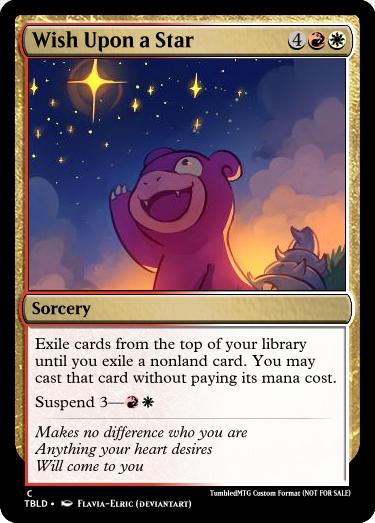 Wish Upon a Star 4
Sorcery
Exile cards from the top of your library
until you exile a nonland card. You may
cast that card without paying its mana cost.
Suspend 3—
Makes no difference who you are
Anything your heart desires
Will come to you
C
TBLD • Flavia-Elric (deviantart)
TumbledMTG Custom Format (NOT FOR SALE)